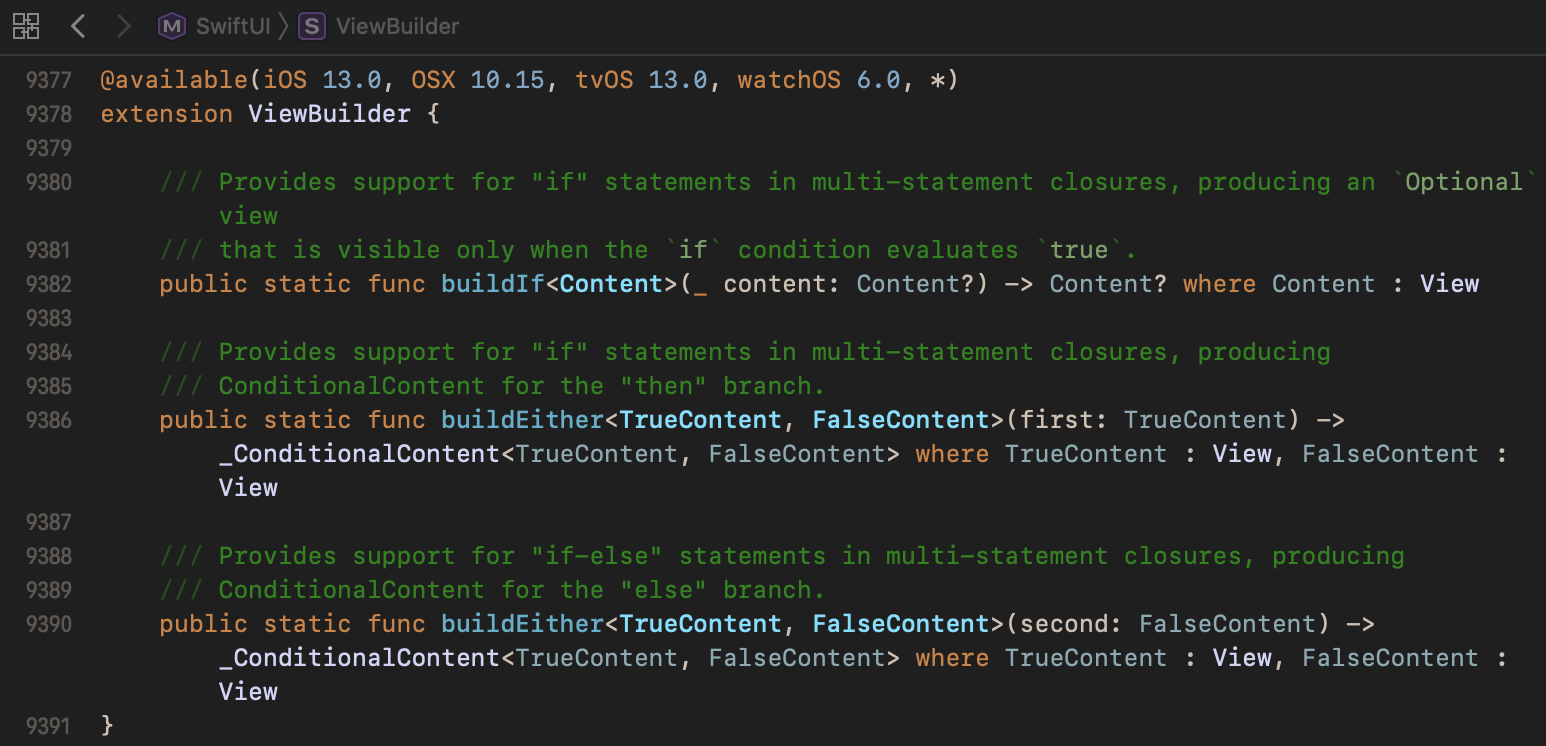 SwiftUI S ViewBuilder
9377 @available(iOS 13.0, OSX 10.15, tvOS 13.0, watchOS 6.0, *)
9378 extension ViewBuilder {
9379
9380 /// Provides support for "if" statements in multi-statement closures, producing an `Optional`
view
9381 /// that is visible only when the `if` condition evaluates `true`.
9382 public static func buildIf<Content>(_ content: Content?) -> Content? where Content : View
9383
9384 /// Provides support for "if" statements in multi-statement closures, producing
9385 /// ConditionalContent for the "then" branch.
9386 public static func buildEither<TrueContent, FalseContent>(first: TrueContent) ->
_ConditionalContent<TrueContent, FalseContent> where TrueContent : View, FalseContent :
View
9387
9388 /// Provides support for "if-else" statements in multi-statement closures, producing
9389 /// ConditionalContent for the "else" branch.
9390 public static func buildEither<TrueContent, FalseContent>(second: FalseContent) ->
_ConditionalContent<TrueContent, FalseContent> where TrueContent : View, FalseContent :
View
9391 }